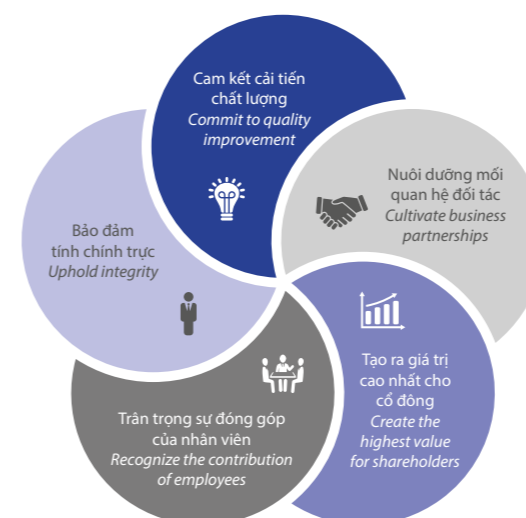 Cam kết cải tiến
chất lượng
Commit to quality
improvement
Nuôi dưỡng mối
quan hệ đối tác
Cultivate business
partnerships
Tạo ra giá trị
cao nhất cho
cổ đông
Create the
highest value
for shareholders
Trân trọng sự đóng góp
của nhân viên
Recognize the contribution
of employees
Bảo đảm
tính chính trực
Uphold integrity